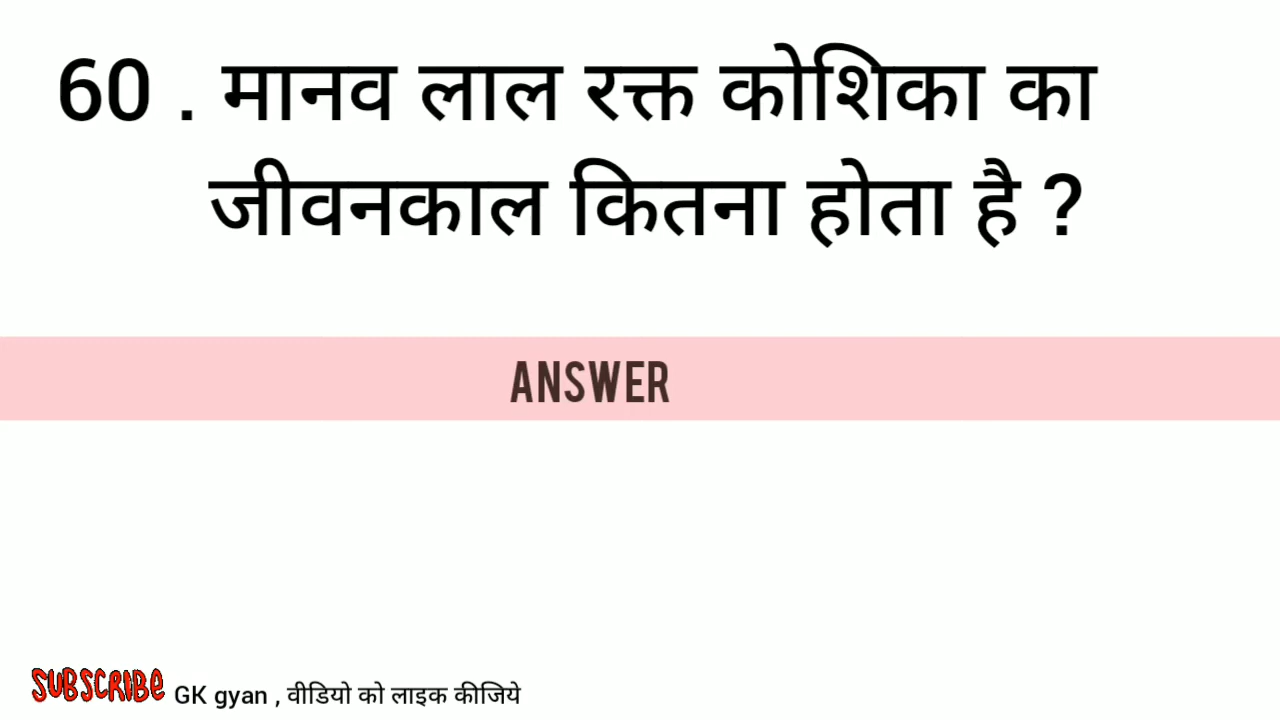 60 . मानव लाल रक्त कोशिका का
जीवनकाल कितना होता है ?
ANSWER
SUBSCRIBE GK gyan , वीडियो को लाइक कीजिये